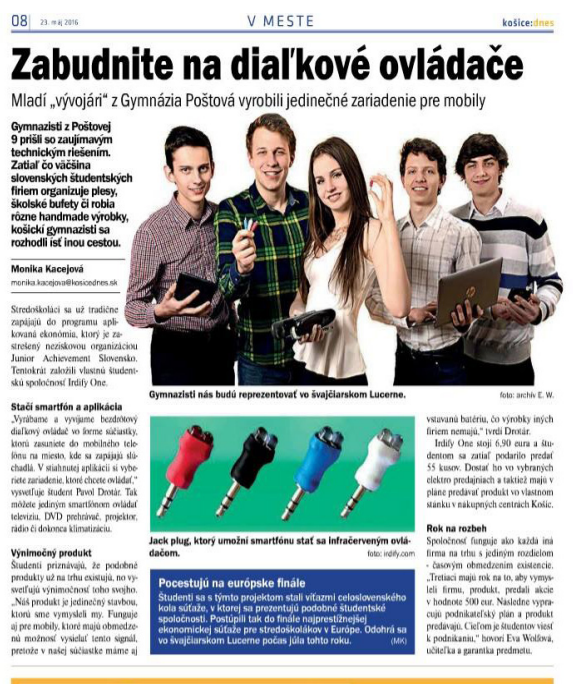 08
23. máj 2016
V MESTE
košice:dnes
Zabudnite na diaľkové ovládače
Mladí „vývojári“ z Gymnázia Poštová vyrobili jedinečné zariadenie pre mobily
Gymnazisti z Poštovej
9 prišli so zaujímavým
technickým riešením.
Zatiaľ čo väčšina
slovenských študentských
firiem organizuje plesy,
školské bufety či robia
rôzne handmade výrobky,
košickí gymnazisti sa
rozhodli ísť inou cestou.
Monika Kacejová
monika.kacejova@kosicednes.sk
Stredoškoláci sa už tradične
zapájajú do programu apli-
kovaná ekonómia, ktorý je za-
strešený neziskovou organizáciou
Junior Achievement Slovensko.
Tentokrát založili vlastnú študent-
skú spoločnosť Irdify One.
Stačí smartfón a aplikácia
„Vyrábame a vyvíjame bezdrôtový
diaľkový ovládač vo forme súčiastky,
ktorú zasuniete do mobilného tele-
fónu na miesto, kde sa zapájajú slú-
chadlá. V stiahnutej aplikácii si vybe-
riete zariadenie, ktoré chcete ovládať,“
vysvetľuje študent Pavol Drotár. Tak
môžete jediným smartfónom ovládať
televíziu, DVD prehrávač, projektor,
rádio či dokonca klimatizáciu.
Výnimočný produkt
Študenti priznávajú, že podobné
produkty už na trhu existujú, no vy-
svetľujú výnimočnosť toho svojho.
„Náš produkt je jedinečný stavbou,
ktorú sme vymysleli my. Funguje
aj pre mobily, ktoré majú obmedze-
nú možnosť vysielať tento signál,
pretože v našej súčiastke máme aj
Gymnazisti nás budú reprezentovať vo švajčiarskom Lucerne.
foto: archív E. W.
Jack plug, ktorý umožní smartfónu stať sa infračerveným ovlá-
dačom.
foto: irdify.com
Pocestujú na európske finále
Študenti sa s týmto projektom stali víťazmi celoslovenského
kola súťaže, v ktorej sa prezentujú podobné študentské
spoločnosti. Postúpili tak do finále najprestížnejšej
ekonomickej súťaže pre stredoškolákov v Európe. Odohrá sa
vo švajčiarskom Lucerne počas júla tohto roku.
(MK)
vstavanú batériu, čo výrobky iných
firiem nemajú,“ tvrdí Drotár.
Irdify One stojí 6,90 eura a štu-
dentom sa zatiaľ podarilo predať
55 kusov. Dostať ho vo vybraných
elektro predajniach a taktiež majú v
pláne predávať produkt vo vlastnom
stánku v nákupných centrách Košíc.
Rok na rozbeh
Spoločnosť funguje ako každá iná
firma na trhu s jediným rozdielom
- časovým obmedzením existencie.
„Tretiaci majú rok na to, aby vymys-
leli firmu, produkt, predali akcie
v hodnote 500 eur. Následne vypra-
cujú podnikateľský plán a produkt
predávajú. Cieľom je študentov viesť
k podnikaniu,“ hovorí Eva Wolfová,
učiteľka a garantka predmetu.